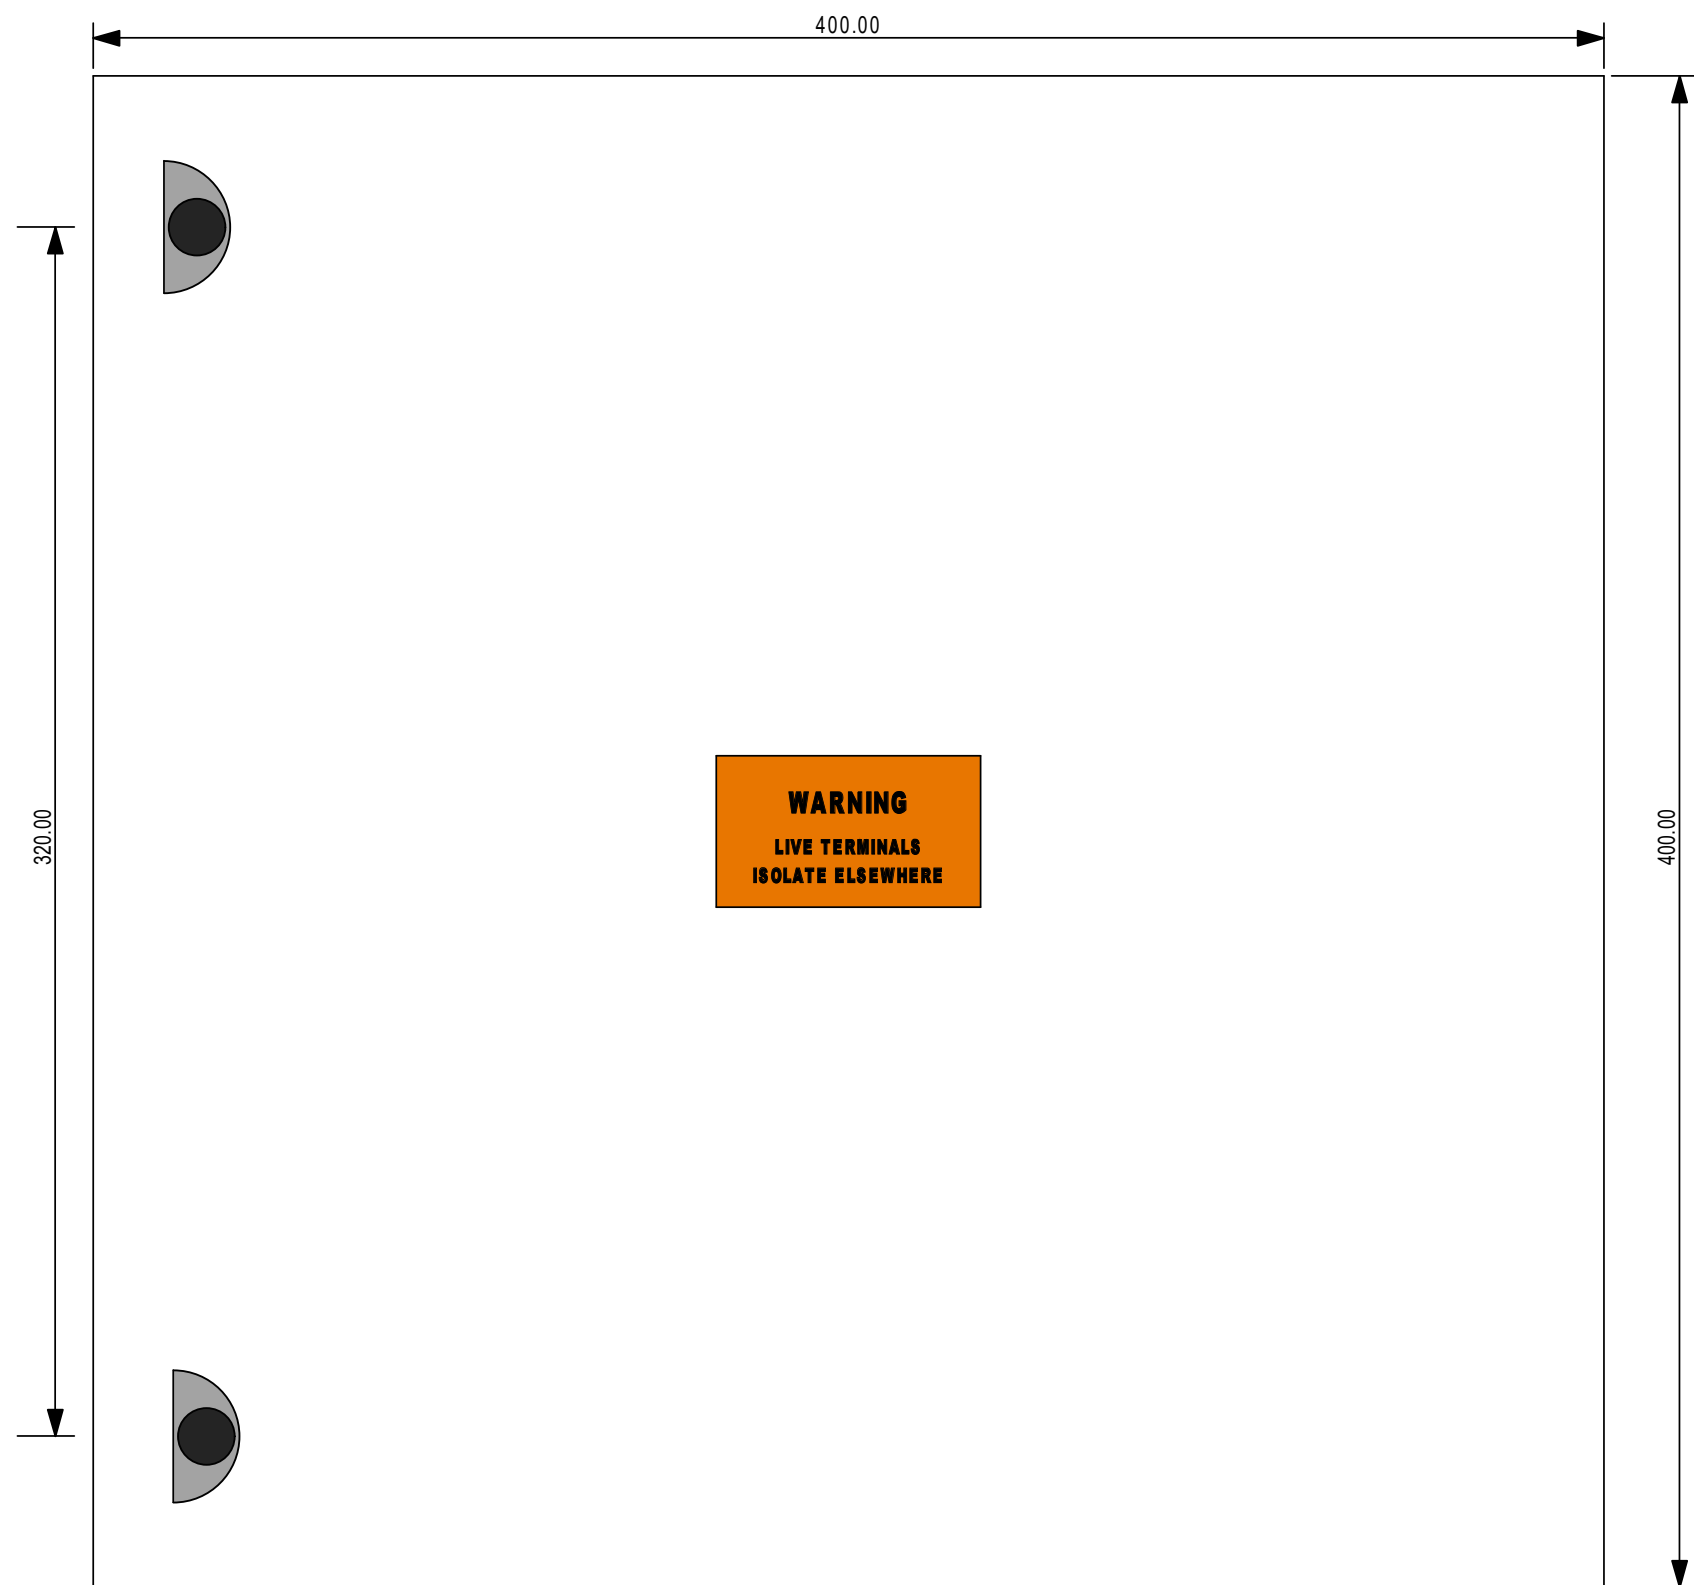 400.00
320.00
WARNING
LIVE TERMINALS
ISOLATE ELSEWHERE
400.00